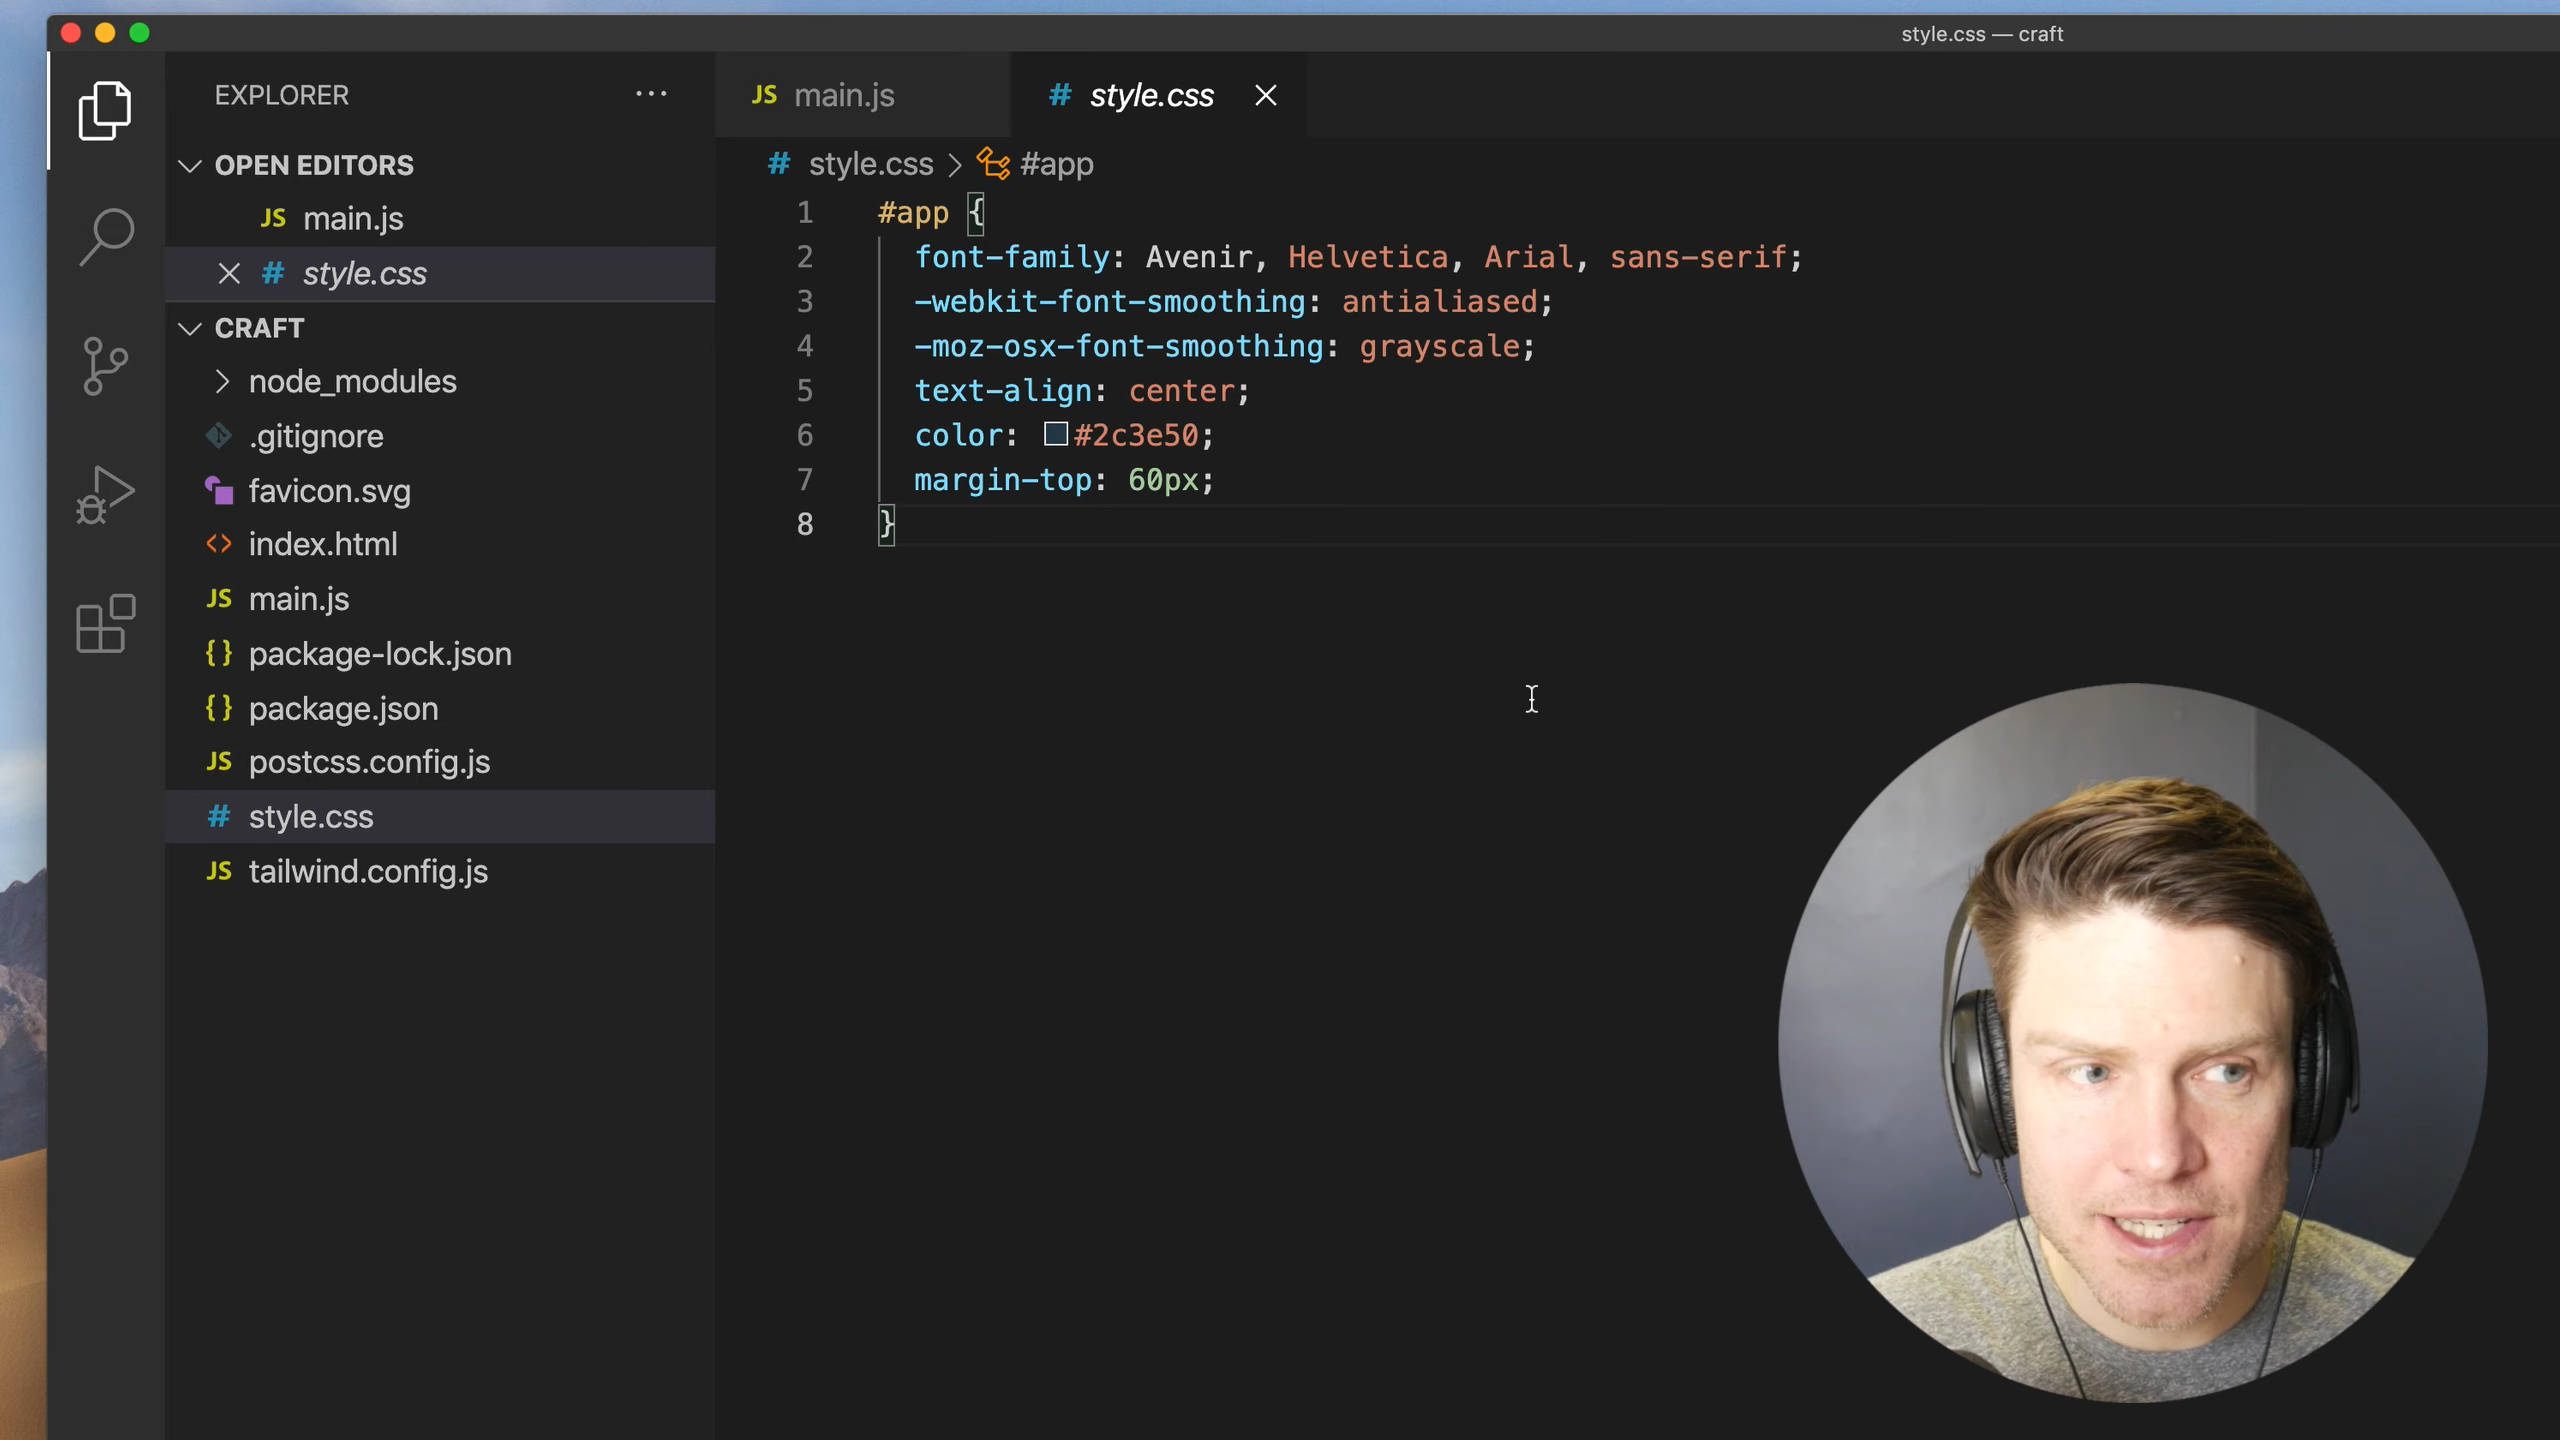 style.css — craft
EXPLORER
OPEN EDITORS
JS main.js
# style.css
CRAFT
node_modules
.gitignore
favicon.svg
<> index.html
JS main.js
{} package-lock.json
{} package.json
JS postcss.config.js
# style.css
JS tailwind.config.js
JS main.js
# style.css
# style.css > #app
1 #app {
2 font-family: Avenir, Helvetica, Arial, sans-serif;
3 -webkit-font-smoothing: antialiased;
4 -moz-osx-font-smoothing: grayscale;
5 text-align: center;
6 color: #2c3e50;
7 margin-top: 60px;
8 }